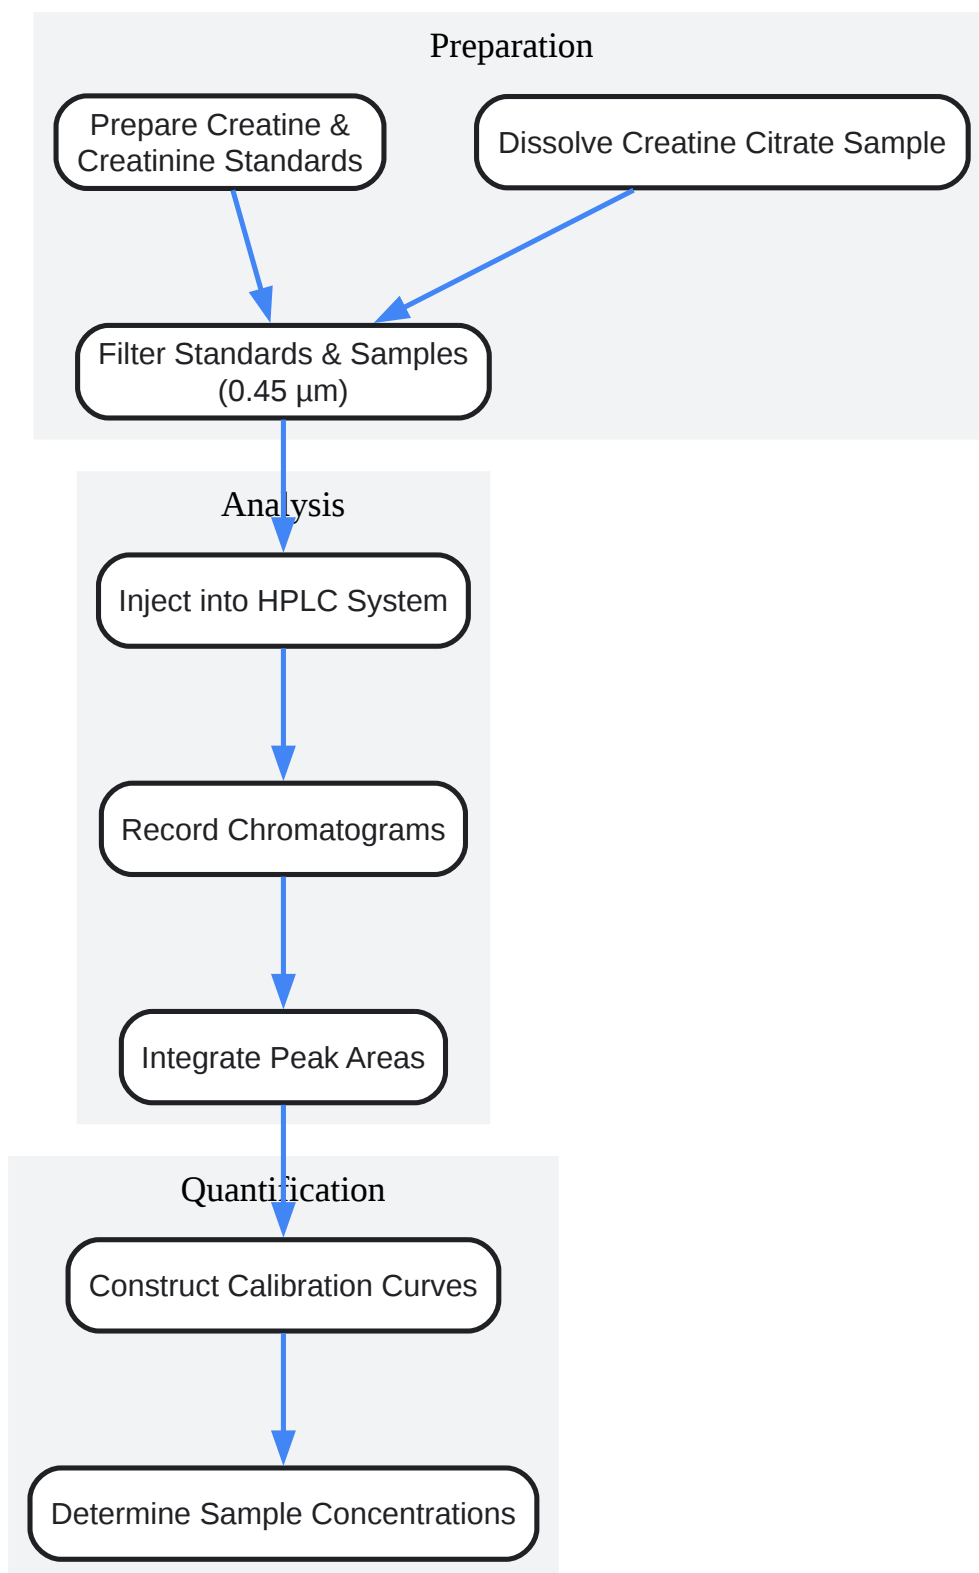 Preparation
Prepare Creatine &
Creatinine Standards
Dissolve Creatine Citrate Sample
Filter Standards & Samples
(0.45 µm)
Analysis
Inject into HPLC System
Record Chromatograms
Integrate Peak Areas
Quantification
Construct Calibration Curves
Determine Sample Concentrations